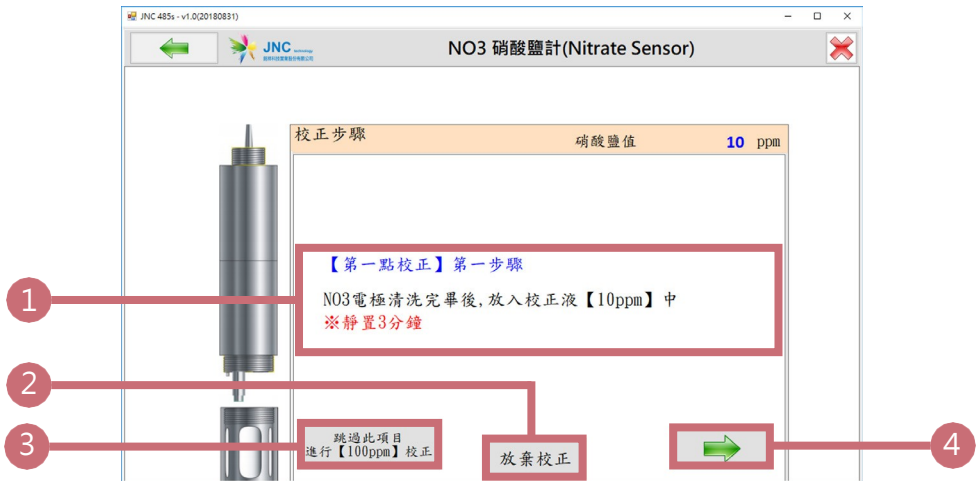 JNC 485s - v1.0(20180831)
JNC technology
NO3 硝酸鹽計(Nitrate Sensor)
校正步驟
硝酸鹽值
10 ppm
【第一點校正】第一步驟
NO3電極清洗完畢後,放入校正液【10ppm】中
※靜置3分鐘
1
2
3
跳過此項目
進行【100ppm】校正
放棄校正
4